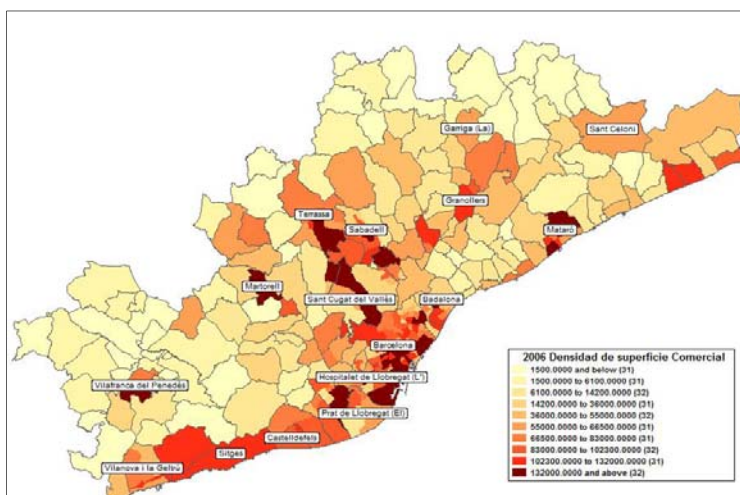 Garriga (La)
Sant Celoni
Granollers
Terrassa
Sabadell
Mataró
Martorell
Sant Cugat del Vallès
Badalona
Barcelona
Vilafranca del Penedès
Hospitalet de Llobregat (L')
Prat de Llobregat (El)
Castelldefels
Sitges
Vilanova i la Geltrú
2006 Densidad de superficie Comercial
1500.0000 and below (31)
1500.0000 to 6100.0000 (31)
6100.0000 to 14200.0000 (32)
14200.0000 to 36000.0000 (31)
36000.0000 to 55000.0000 (32)
55000.0000 to 66500.0000 (31)
66500.0000 to 83000.0000 (31)
83000.0000 to 102300.0000 (32)
102300.0000 to 132000.0000 (31)
132000.0000 and above (32)